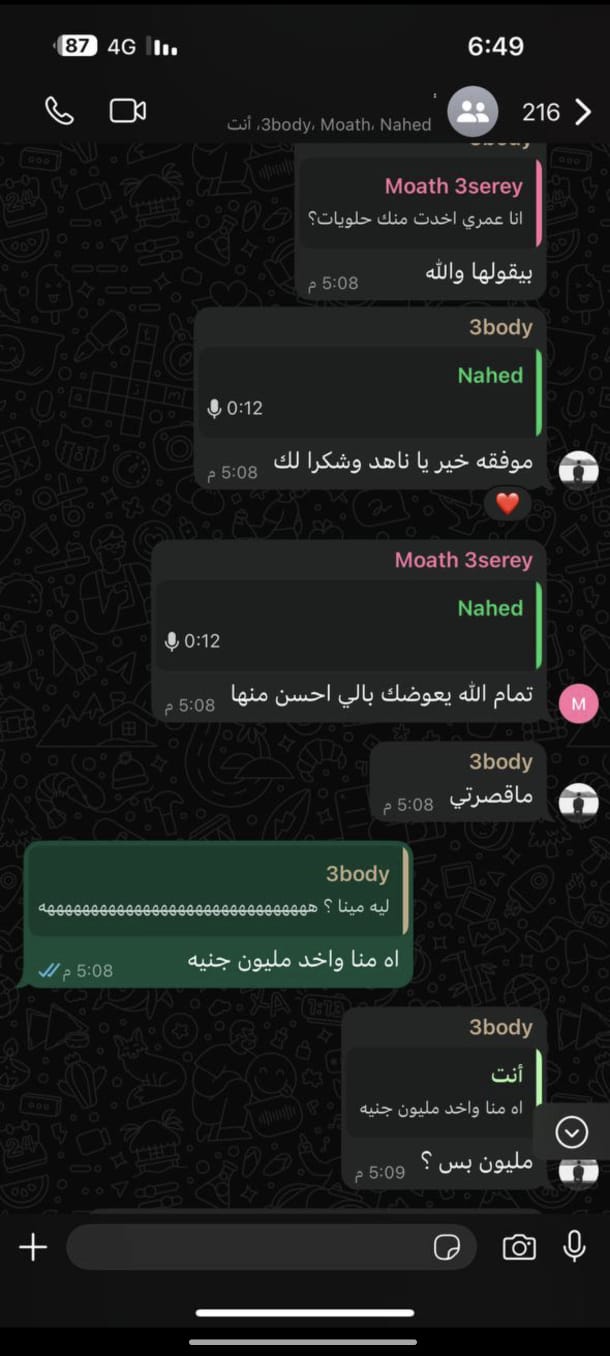 87 4G 6:49
216
أنت ،3body، Moath، Nahed
3body
Moath 3serey
انا عمري اخدت منك حلويات؟
بيقولها والله
5:08 م
3body
Nahed
0:12
موفقه خير يا ناهد وشكرا لك
5:08 م
❤️
Moath 3serey
Nahed
0:12
تمام الله يعوضك بالي احسن منها
5:08 م
M
3body
ماقصرتي
5:08 م
3body
ليه مينا ؟ هههههههههههههههههههههههههههههه
اه منا واخد مليون جنيه
5:08 م
3body
أنت
اه منا واخد مليون جنيه
مليون بس ؟
5:09 م